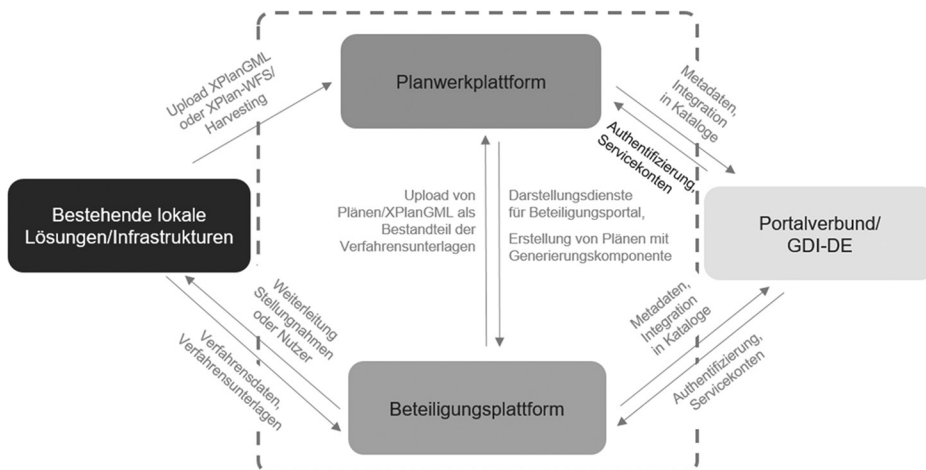 Planwerkplattform
Upload XPlanGML
oder XPlan-WFS/
Harvesting
Metadaten,
Integration
in Kataloge
Authentifizierung,
Servicekonten
Bestehende lokale
Lösungen/Infrastrukturen
Upload von
Plänen/XPlanGML als
Bestandteil der
Verfahrensunterlagen
Darstellungsdienste
für Beteiligungsportal,
Erstellung von Plänen mit
Generierungskomponente
Portalverbund/
GDI-DE
Weiterleitung
Stellungnahmen
oder Nutzer
Verfahrensdaten,
Verfahrensunterlagen
Metadaten,
Integration
in Kataloge
Authentifizierung,
Servicekonten
Beteiligungsplattform